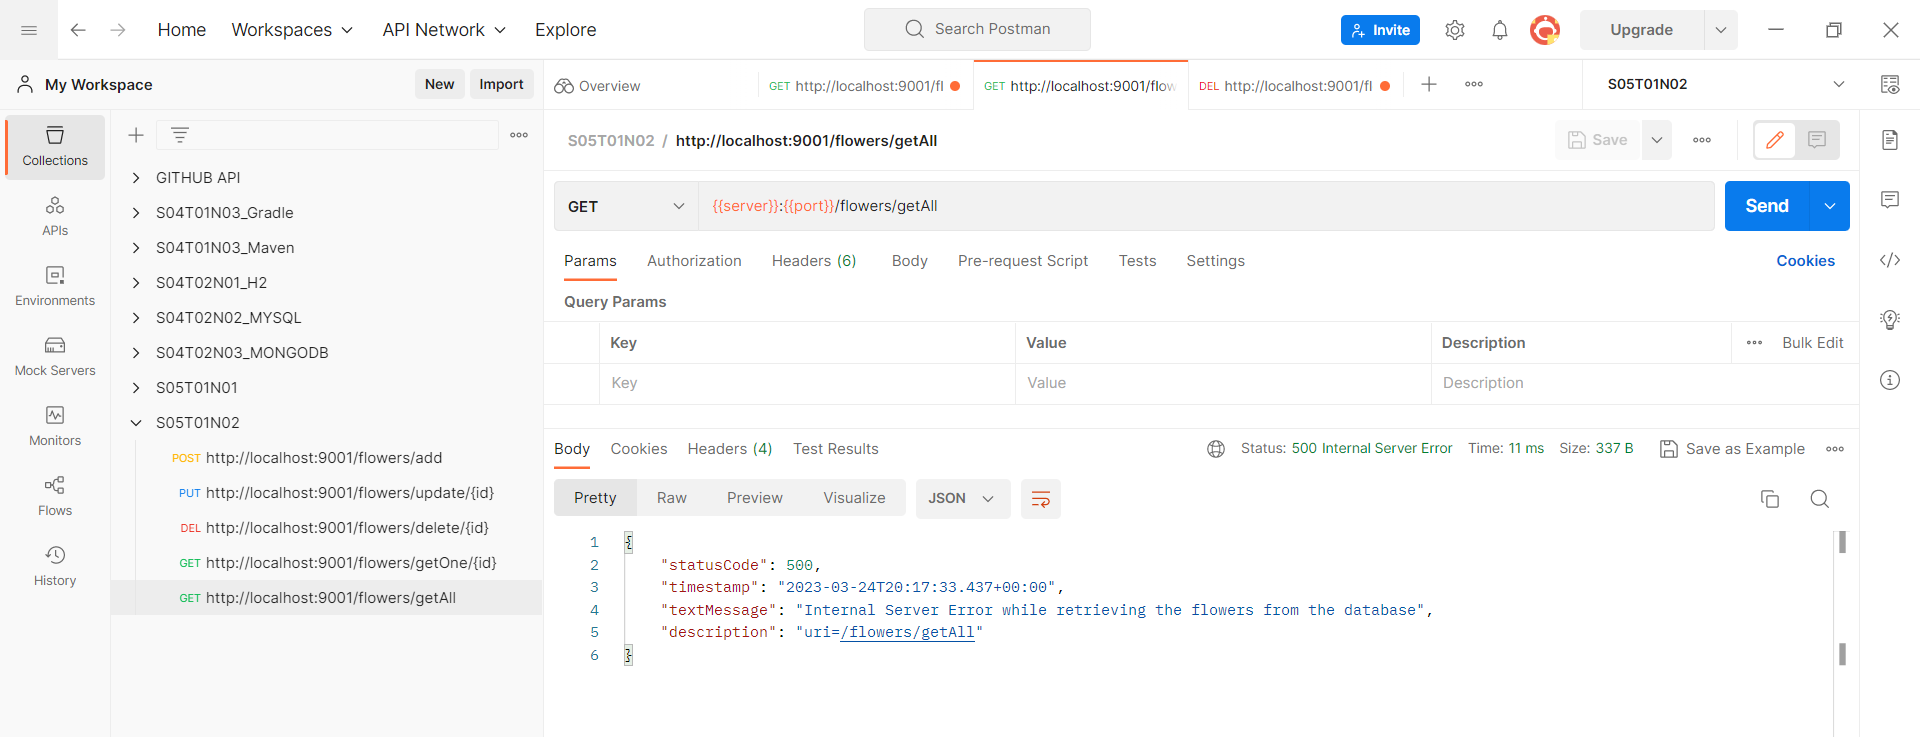 Home
Workspaces
API Network
Explore
Search Postman
Invite
Upgrade
My Workspace
New
Import
Overview
GET http://localhost:9001/fl
GET http://localhost:9001/flow
DEL http://localhost:9001/fl
S05T01N02
Collections
APIs
Environments
Mock Servers
Monitors
Flows
History
GITHUB API
S04T01N03_Gradle
S04T01N03_Maven
S04T02N01_H2
S04T02N02_MYSQL
S04T02N03_MONGODB
S05T01N01
S05T01N02
POST http://localhost:9001/flowers/add
PUT http://localhost:9001/flowers/update/{id}
DEL http://localhost:9001/flowers/delete/{id}
GET http://localhost:9001/flowers/getOne/{id}
GET http://localhost:9001/flowers/getAll
S05T01N02 / http://localhost:9001/flowers/getAll
Save
GET
{{server}}:{{port}}/flowers/getAll
Send
Params
Authorization
Headers (6)
Body
Pre-request Script
Tests
Settings
Cookies
Query Params
Key
Value
Description
Bulk Edit
Key
Value
Description
Body
Cookies
Headers (4)
Test Results
Status: 500 Internal Server Error
Time: 11 ms
Size: 337 B
Save as Example
Pretty
Raw
Preview
Visualize
JSON
1 {
2 "statusCode": 500,
3 "timestamp": "2023-03-24T20:17:33.437+00:00",
4 "textMessage": "Internal Server Error while retrieving the flowers from the database",
5 "description": "uri=/flowers/getAll"
6 }